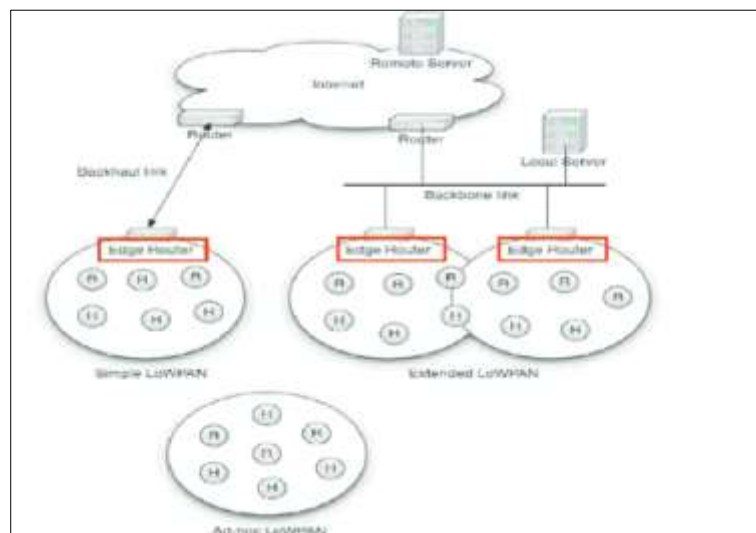 Remote Server
Internet
Router
Router
Local Server
Backhaul link
Backbone link
Edge Router
Edge Router
Edge Router
R H R
H H H
R R R R R R
H H H H H
Simple LoWPAN
Extended LoWPAN
H
R H
R
H H
H
Ad-hoc LoWPAN